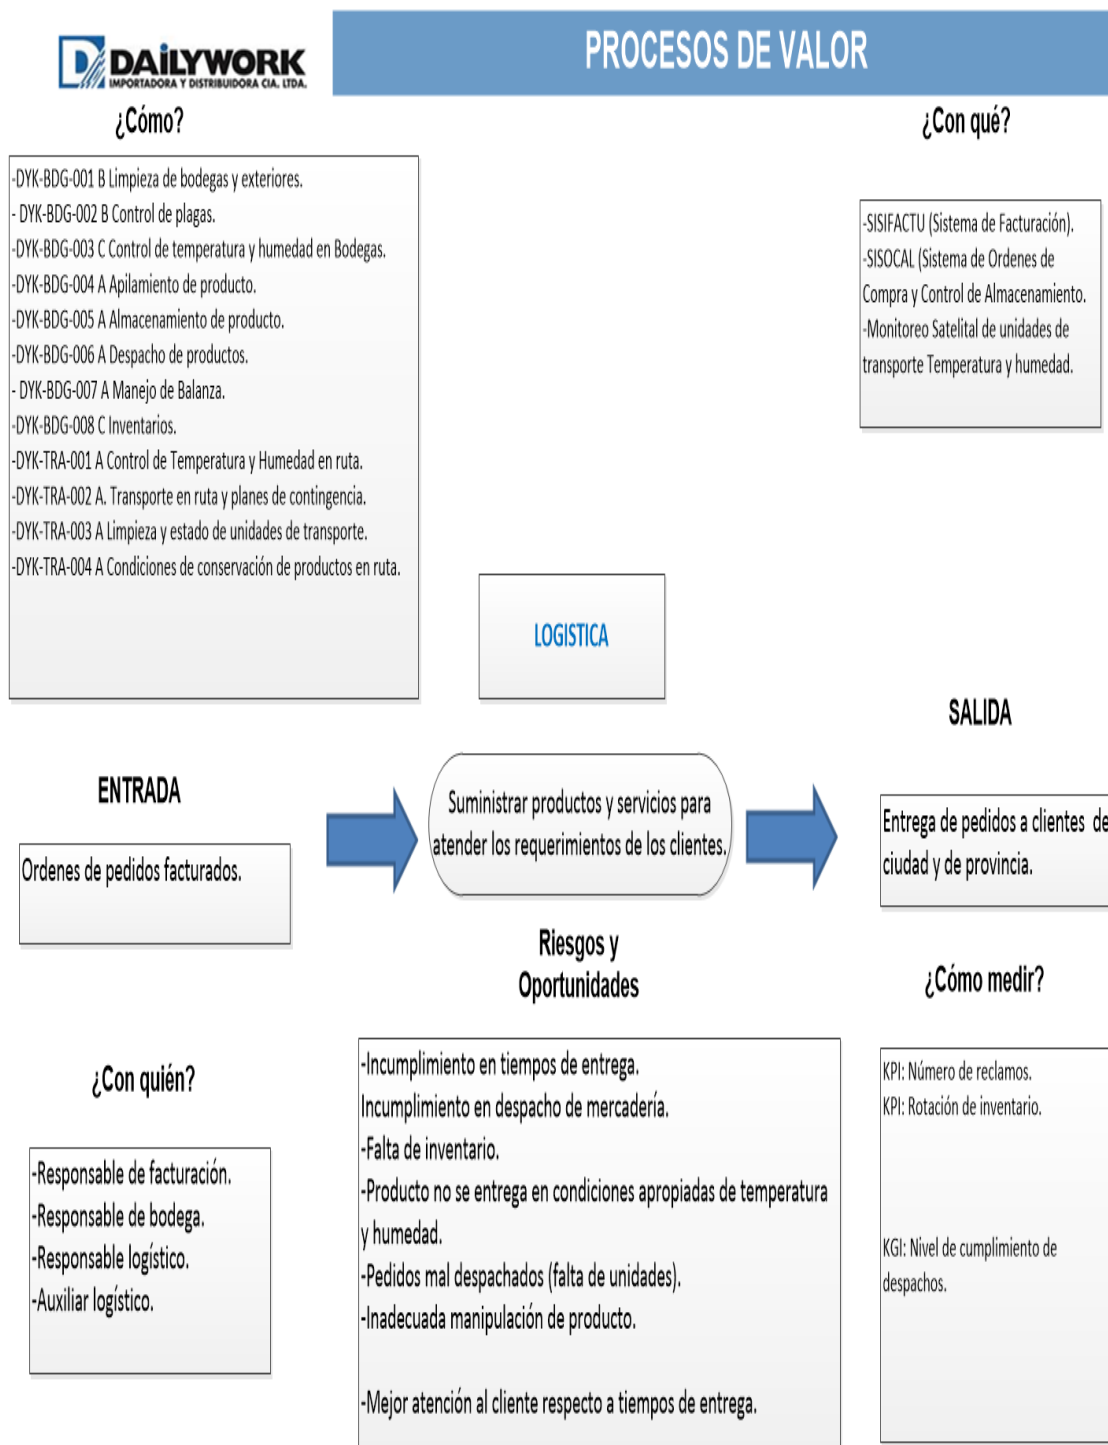 DAILYWORK
IMPORTADORA Y DISTRIBUIDORA CIA. LTDA.
PROCESOS DE VALOR
¿Cómo?
-DYK-BDG-001 B Limpieza de bodegas y exteriores.
- DYK-BDG-002 B Control de plagas.
-DYK-BDG-003 C Control de temperatura y humedad en Bodegas.
-DYK-BDG-004 A Apilamiento de producto.
-DYK-BDG-005 A Almacenamiento de producto.
-DYK-BDG-006 A Despacho de productos.
- DYK-BDG-007 A Manejo de Balanza.
-DYK-BDG-008 C Inventarios.
-DYK-TRA-001 A Control de Temperatura y Humedad en ruta.
-DYK-TRA-002 A. Transporte en ruta y planes de contingencia.
-DYK-TRA-003 A Limpieza y estado de unidades de transporte.
-DYK-TRA-004 A Condiciones de conservación de productos en ruta.
¿Con qué?
-SISIFACTU (Sistema de Facturación).
-SISOCAL (Sistema de Ordenes de
Compra y Control de Almacenamiento.
-Monitoreo Satelital de unidades de
transporte Temperatura y humedad.
LOGISTICA
ENTRADA
Ordenes de pedidos facturados.
Suministrar productos y servicios para
atender los requerimientos de los clientes.
SALIDA
Entrega de pedidos a clientes de
ciudad y de provincia.
¿Con quién?
-Responsable de facturación.
-Responsable de bodega.
-Responsable logístico.
-Auxiliar logístico.
Riesgos y
Oportunidades
-Incumplimiento en tiempos de entrega.
Incumplimiento en despacho de mercadería.
-Falta de inventario.
-Producto no se entrega en condiciones apropiadas de temperatura
y humedad.
-Pedidos mal despachados (falta de unidades).
-Inadecuada manipulación de producto.
-Mejor atención al cliente respecto a tiempos de entrega.
¿Cómo medir?
KPI: Número de reclamos.
KPI: Rotación de inventario.
KGI: Nivel de cumplimiento de
despachos.